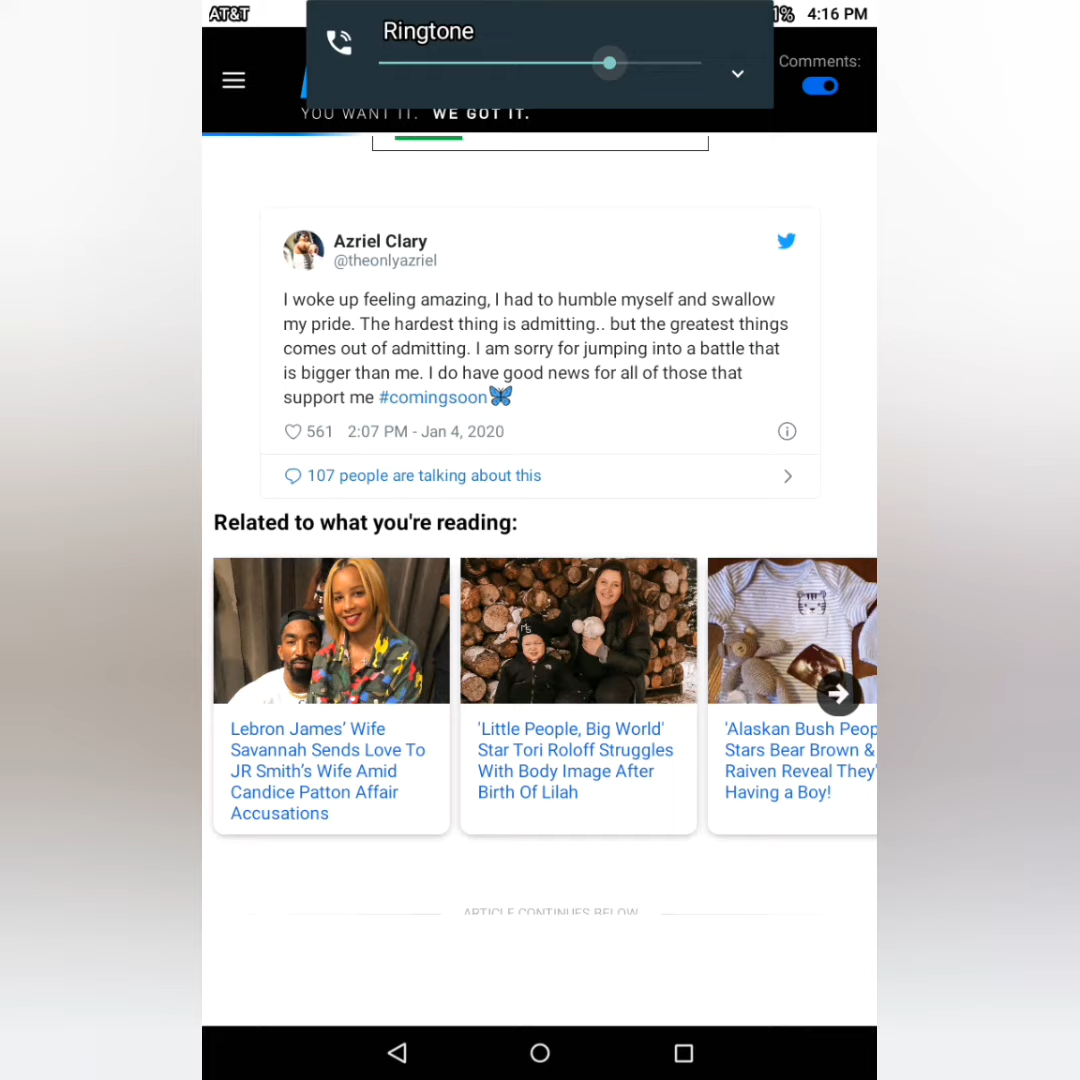 AT&T
1% 4:16 PM
Ringtone
Comments:
YOU WANT IT. WE GOT IT.
Azriel Clary
@theonlyazriel
I woke up feeling amazing, I had to humble myself and swallow
my pride. The hardest thing is admitting.. but the greatest things
comes out of admitting. I am sorry for jumping into a battle that
is bigger than me. I do have good news for all of those that
support me #comingsoon🦋
561 2:07 PM - Jan 4, 2020
107 people are talking about this
Related to what you're reading:
Lebron James’ Wife
Savannah Sends Love To
JR Smith’s Wife Amid
Candice Patton Affair
Accusations
'Little People, Big World'
Star Tori Roloff Struggles
With Body Image After
Birth Of Lilah
'Alaskan Bush Peop
Stars Bear Brown &
Raiven Reveal They'
Having a Boy!
ARTICLE CONTINUES BELOW